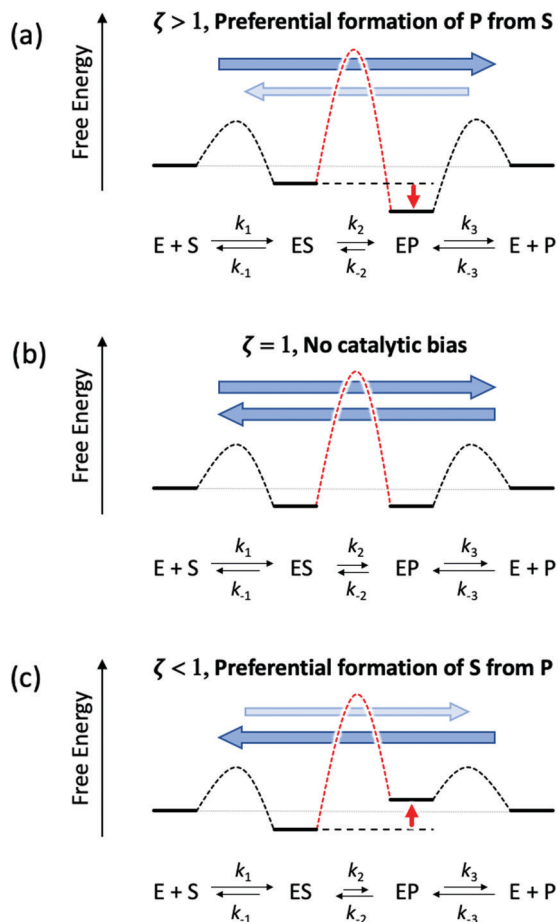 (a)
ζ > 1, Preferential formation of P from S
Free Energy
k₁ k₂ k₃
E + S ES EP E + P
k₋₁ k₋₂ k₋₃
(b)
ζ = 1, No catalytic bias
Free Energy
k₁ k₂ k₃
E + S ES EP E + P
k₋₁ k₋₂ k₋₃
(c)
ζ < 1, Preferential formation of S from P
Free Energy
k₁ k₂ k₃
E + S ES EP E + P
k₋₁ k₋₂ k₋₃